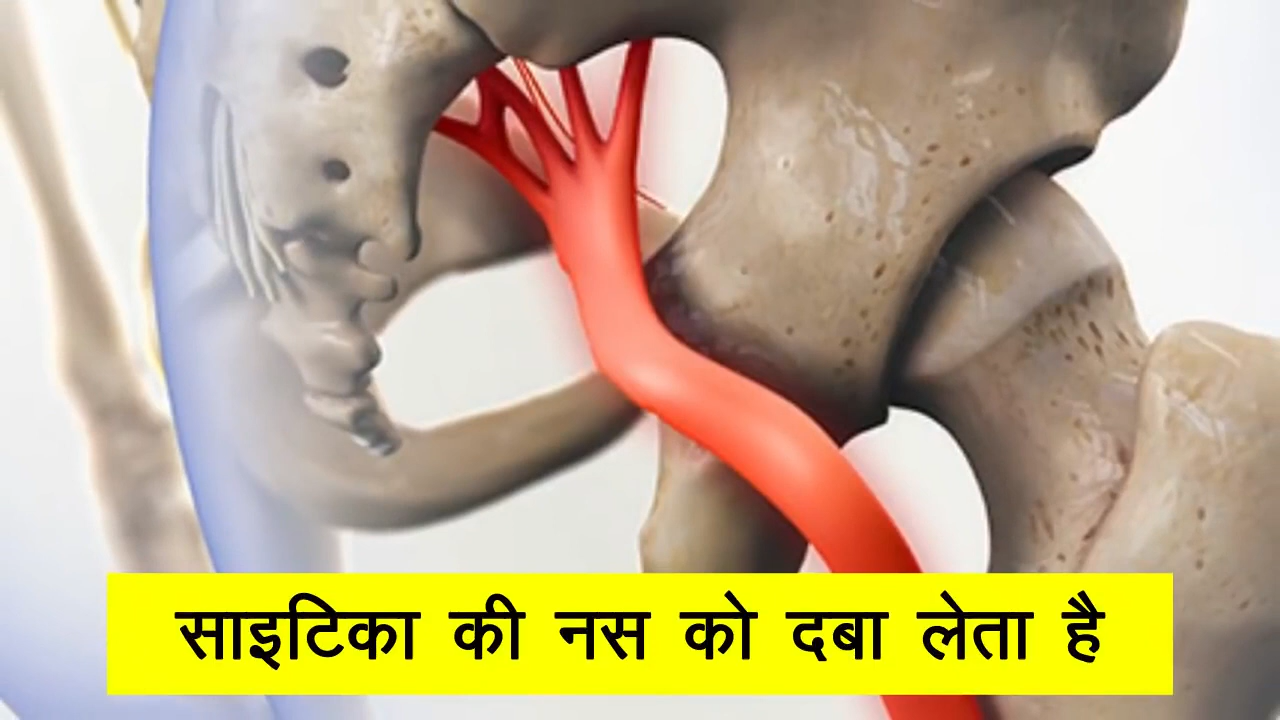 साइटिका की नस को दबा लेता है